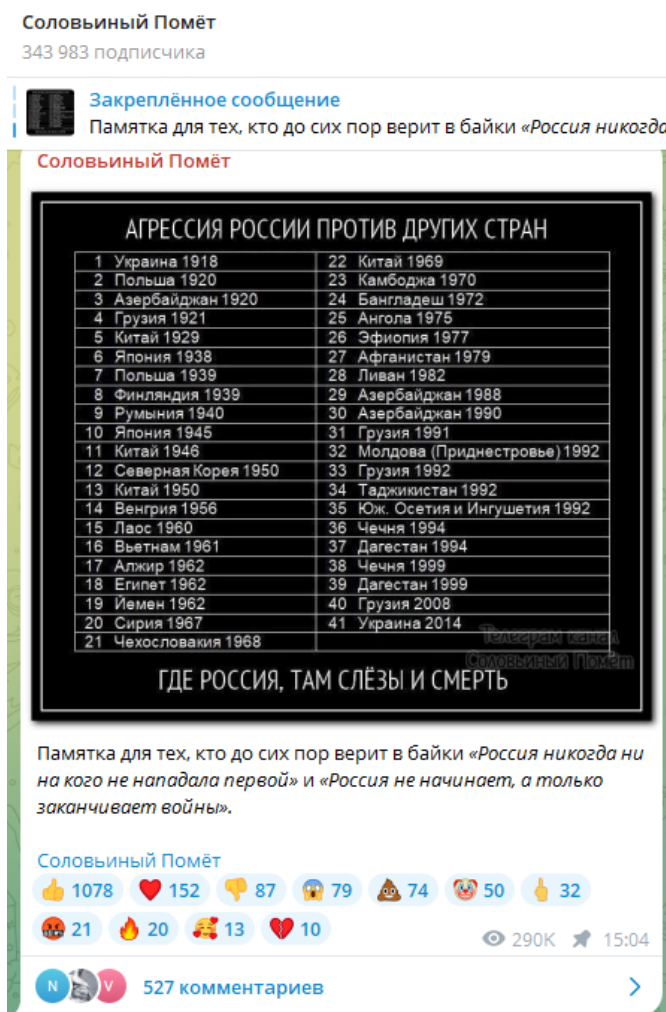 Соловьиный Помёт
343 983 подписчика
Закреплённое сообщение
Памятка для тех, кто до сих пор верит в байки «Россия никогда
Соловьиный Помёт
АГРЕССИЯ РОССИИ ПРОТИВ ДРУГИХ СТРАН
1 Украина 1918
2 Польша 1920
3 Азербайджан 1920
4 Грузия 1921
5 Китай 1929
6 Япония 1938
7 Польша 1939
8 Финляндия 1939
9 Румыния 1940
10 Япония 1945
11 Китай 1946
12 Северная Корея 1950
13 Китай 1950
14 Венгрия 1956
15 Лаос 1960
16 Вьетнам 1961
17 Алжир 1962
18 Египет 1962
19 Йемен 1962
20 Сирия 1967
21 Чехословакия 1968
22 Китай 1969
23 Камбоджа 1970
24 Бангладеш 1972
25 Ангола 1975
26 Эфиопия 1977
27 Афганистан 1979
28 Ливан 1982
29 Азербайджан 1988
30 Азербайджан 1990
31 Грузия 1991
32 Молдова (Приднестровье) 1992
33 Грузия 1992
34 Таджикистан 1992
35 Юж. Осетия и Ингушетия 1992
36 Чечня 1994
37 Дагестан 1994
38 Чечня 1999
39 Дагестан 1999
40 Грузия 2008
41 Украина 2014
Телеграм канал
Соловьиный Помёт
ГДЕ РОССИЯ, ТАМ СЛЁЗЫ И СМЕРТЬ
Памятка для тех, кто до сих пор верит в байки «Россия никогда ни
на кого не нападала первой» и «Россия не начинает, а только
заканчивает войны».
Соловьиный Помёт
1078 152 87 79 74 50 32
21 20 13 10
290K 15:04
N V 527 комментариев